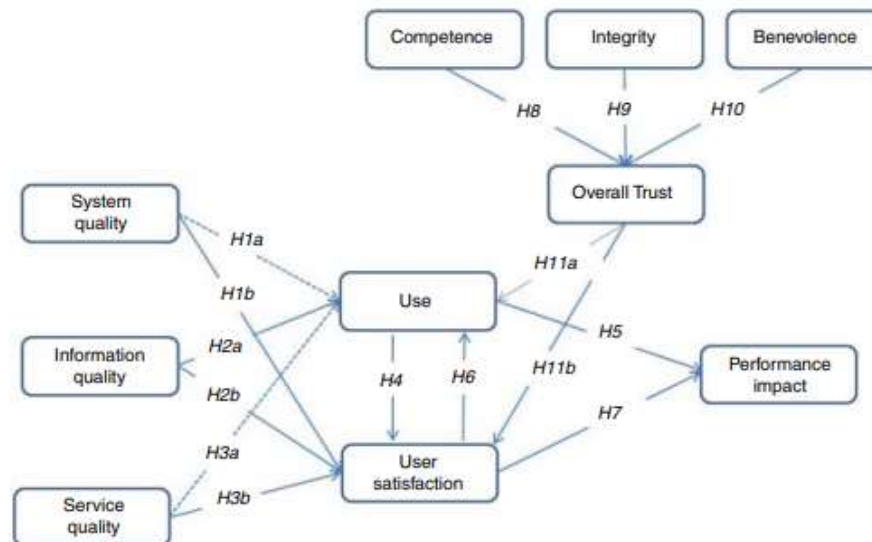 Competence
Integrity
Benevolence
H8
H9
H10
Overall Trust
System
quality
H1a
H11a
H1b
Use
H2a
H5
Information
quality
H4
H6
H11b
Performance
impact
H2b
H7
H3a
User
satisfaction
H3b
Service
quality